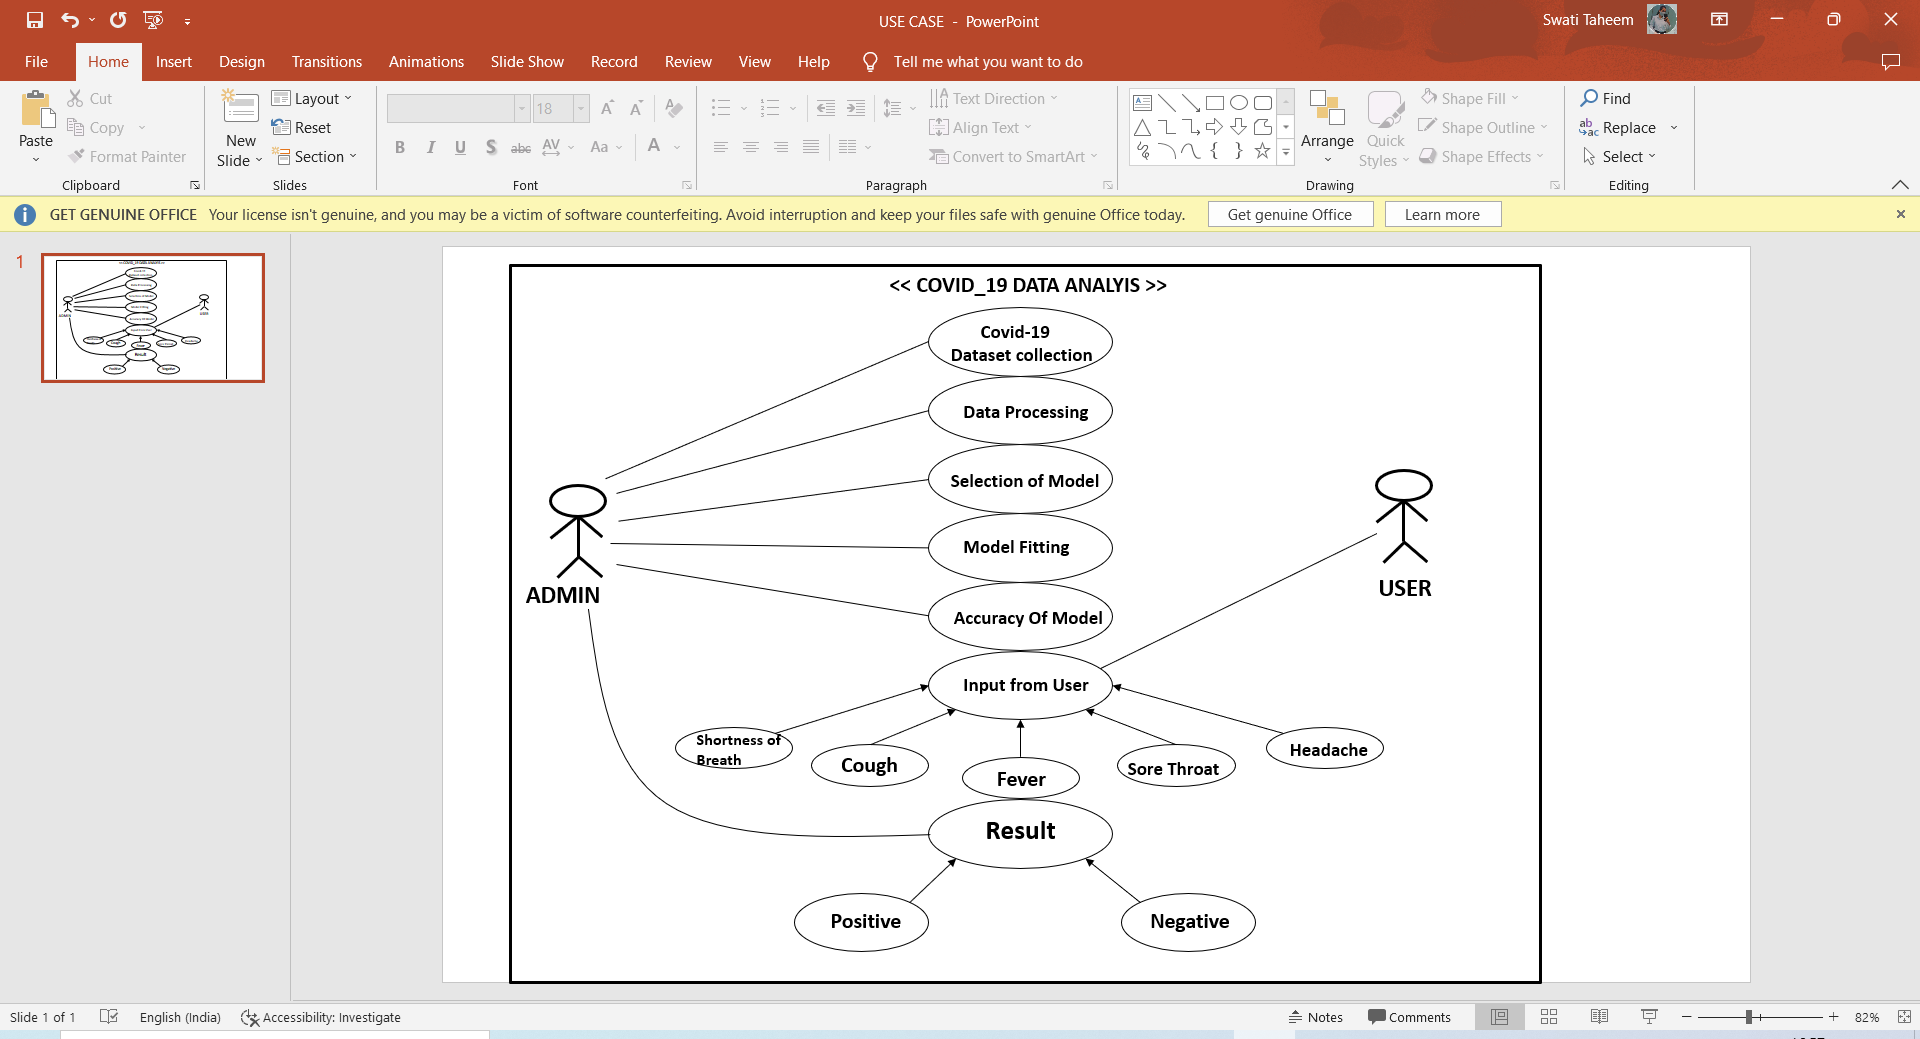 USE CASE - PowerPoint
Swati Taheem
File Home Insert Design Transitions Animations Slide Show Record Review View Help Tell me what you want to do
Paste
Cut
Copy
Format Painter
Clipboard
New
Slide
Layout
Reset
Section
Slides
18
B I U S abc AV Aa A
Font
Text Direction
Align Text
Convert to SmartArt
Paragraph
Arrange
Quick
Styles
Shape Fill
Shape Outline
Shape Effects
Drawing
Find
Replace
Select
Editing
GET GENUINE OFFICE Your license isn't genuine, and you may be a victim of software counterfeiting. Avoid interruption and keep your files safe with genuine Office today. Get genuine Office Learn more
1
<< COVID_19 DATA ANALYIS >>
Covid-19
Dataset collection
Data Processing
Selection of Model
Model Fitting
ADMIN
USER
Accuracy Of Model
Input from User
Shortness of
Breath
Cough
Fever
Sore Throat
Headache
Result
Positive
Negative
Slide 1 of 1 English (India) Accessibility: Investigate Notes Comments 82%